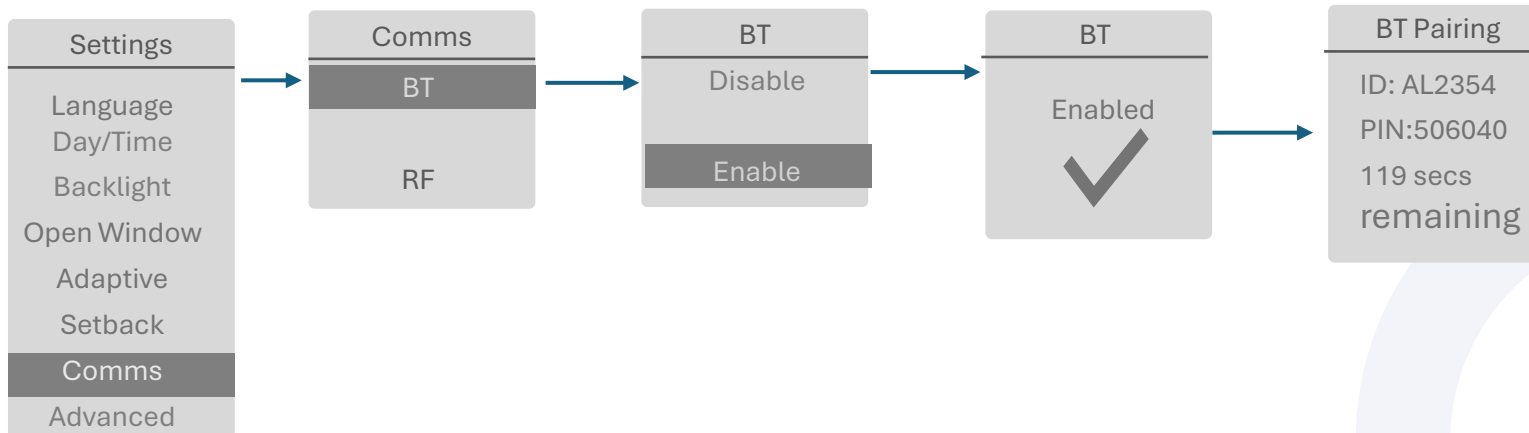 Settings
Language
Day/Time
Backlight
Open Window
Adaptive
Setback
Comms
Advanced
Comms
BT
RF
BT
Disable
Enable
BT
Enabled
BT Pairing
ID: AL2354
PIN:506040
119 secs
remaining